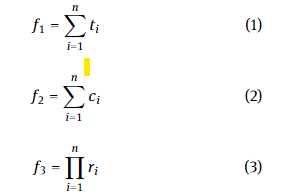 f₁ = ∑ᵢ₌₁ⁿ tᵢ (1)
f₂ = ∑ᵢ₌₁ⁿ cᵢ (2)
f₃ = ∏ᵢ₌₁ⁿ rᵢ (3)